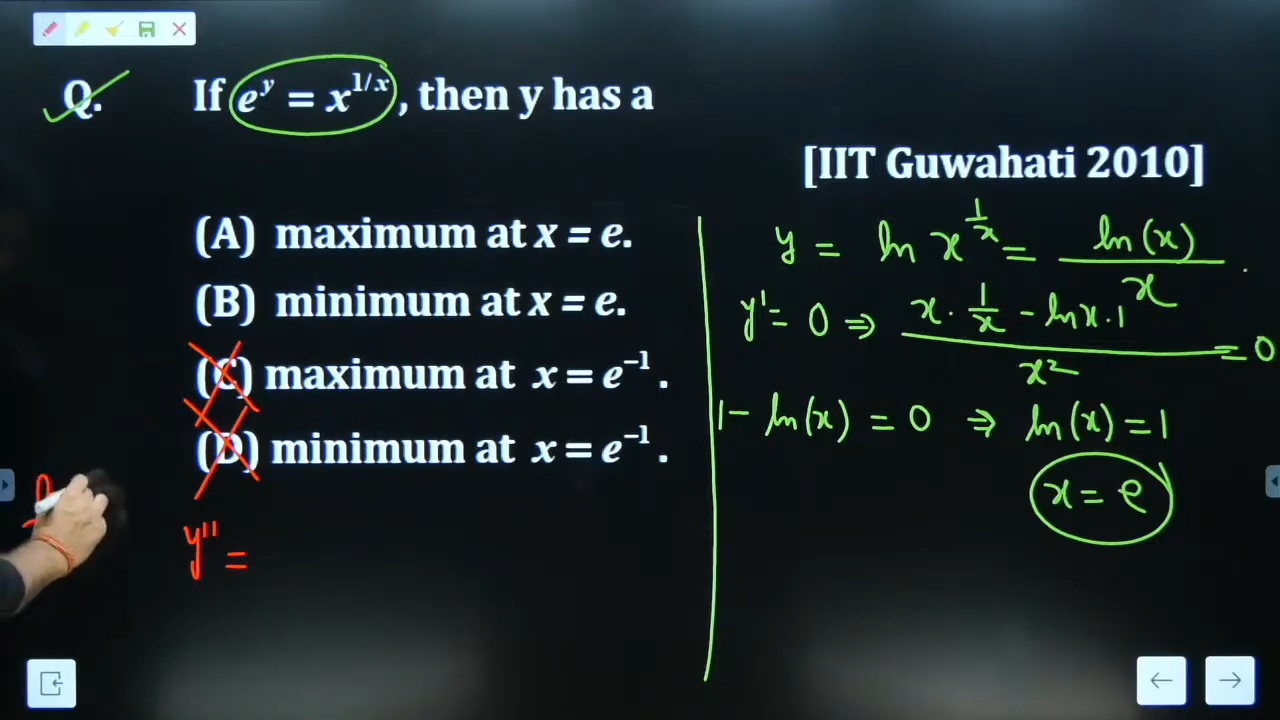 Q. If e^y = x^{1/x}, then y has a
[IIT Guwahati 2010]
(A) maximum at x = e.
(B) minimum at x = e.
(C) maximum at x = e^{-1}.
(D) minimum at x = e^{-1}.
y'' =
y = ln x^{1/x} = ln(x)/x
y' = 0 ⇒ (x · 1/x - ln x · 1)/x² = 0
1 - ln(x) = 0 ⇒ ln(x) = 1
x = e